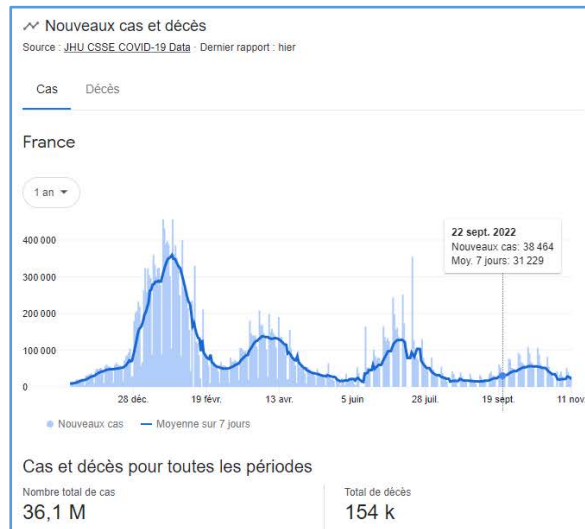 Nouveaux cas et décès
Source : JHU CSSE COVID-19 Data · Dernier rapport : hier
Cas Décès
France
1 an
22 sept. 2022
Nouveaux cas: 38 464
Moy. 7 jours: 31 229
400 000
300 000
200 000
100 000
0
28 déc. 19 févr. 13 avr. 5 juin 28 juil. 19 sept. 11 nov.
Nouveaux cas Moyenne sur 7 jours
Cas et décès pour toutes les périodes
Nombre total de cas Total de décès
36,1 M 154 k